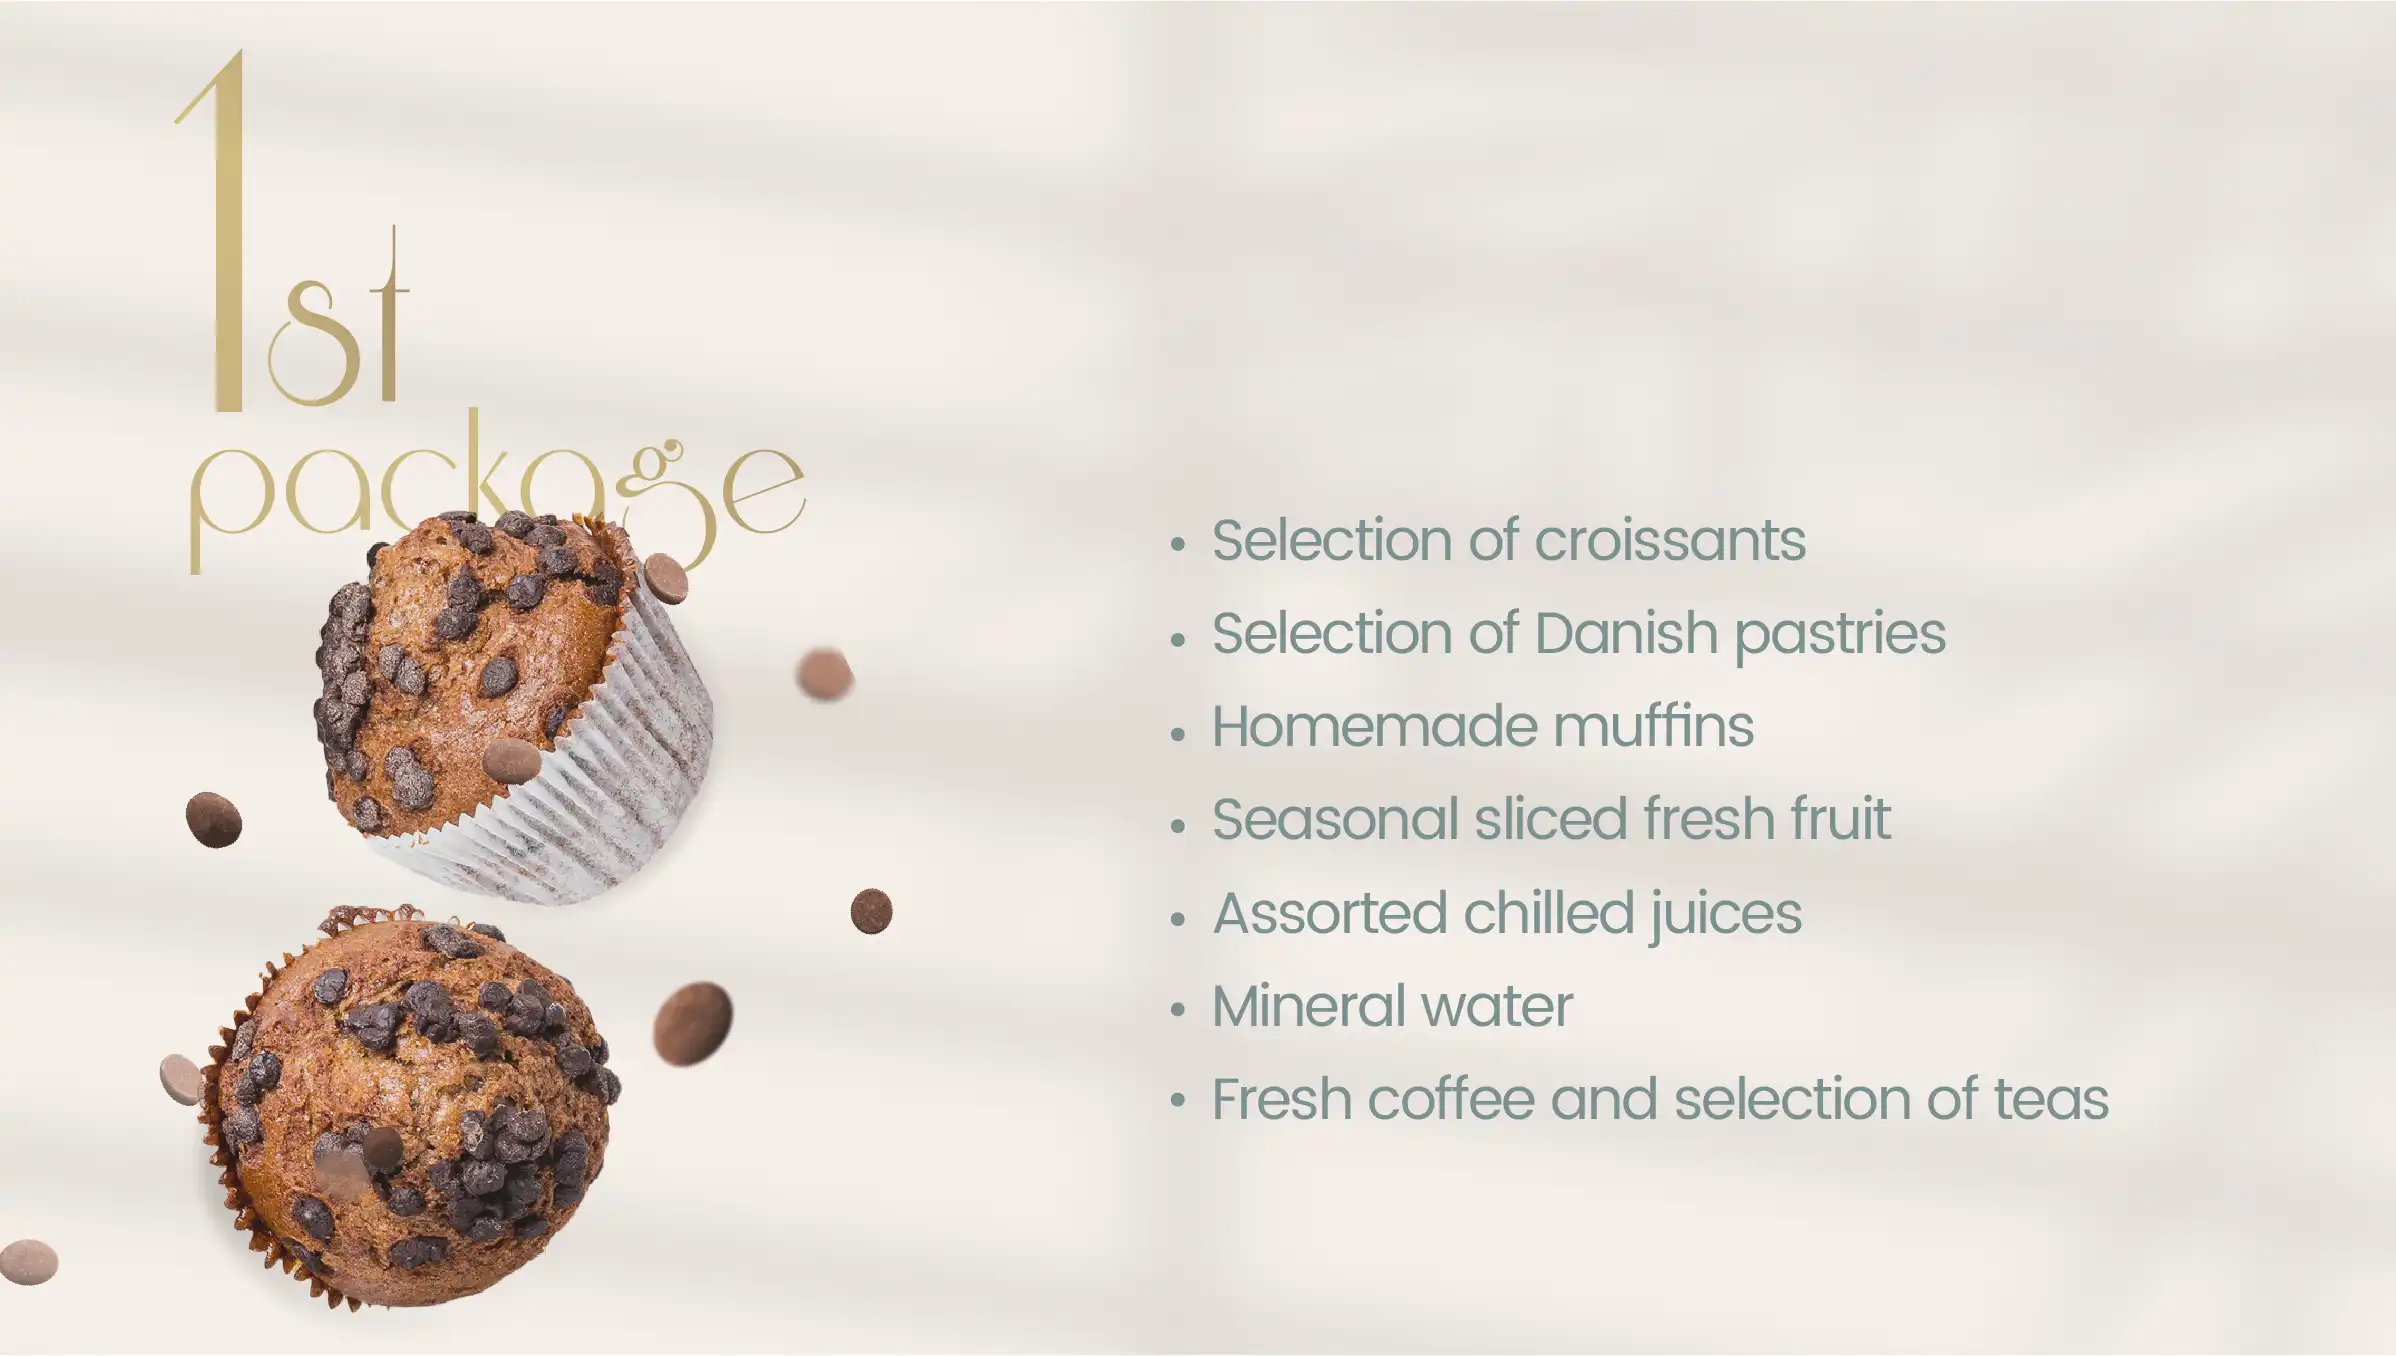 1st
package
• Selection of croissants
• Selection of Danish pastries
• Homemade muffins
• Seasonal sliced fresh fruit
• Assorted chilled juices
• Mineral water
• Fresh coffee and selection of teas